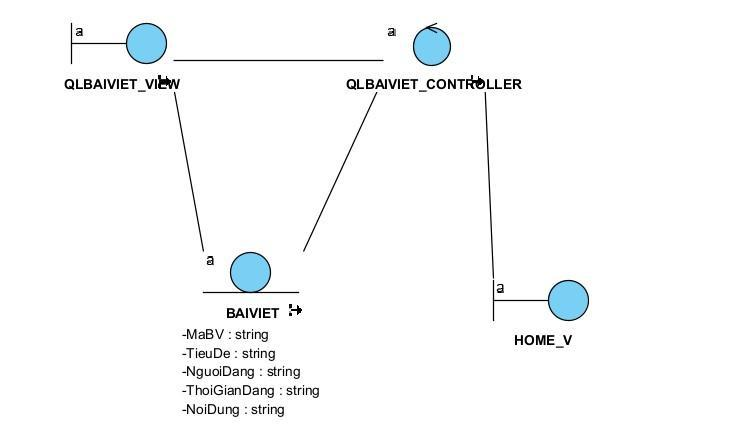 a
a
QLBAIVIET_VIEW
QLBAIVIET_CONTROLLER
a
a
BAIVIET
HOME_V
-MaBV : string
-TieuDe : string
-NguoiDang : string
-ThoiGianDang : string
-NoiDung : string